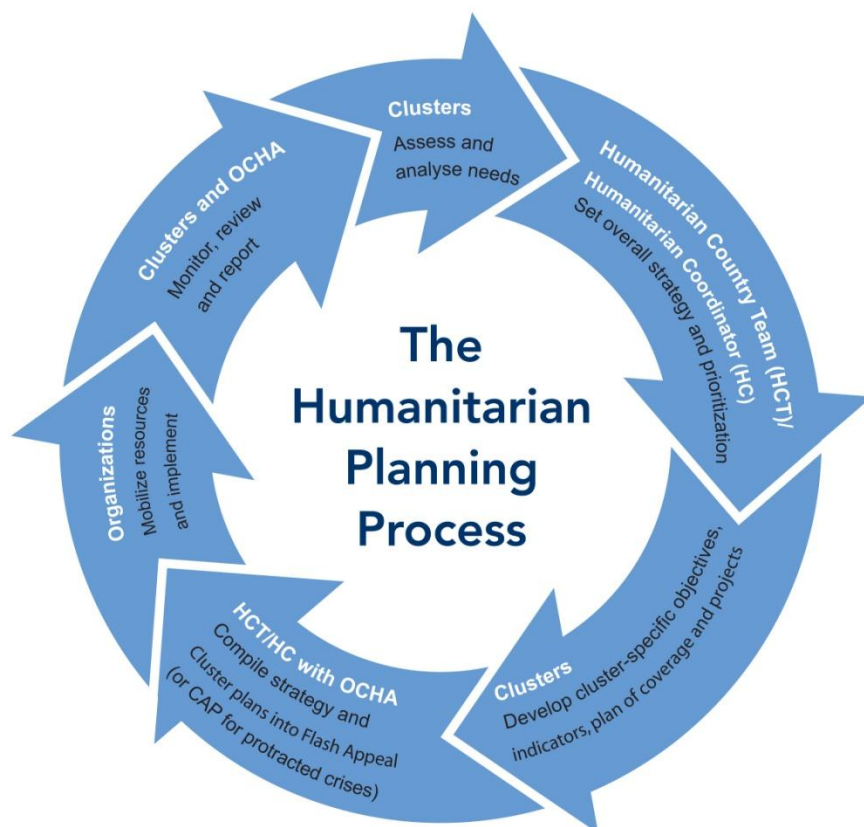 The
Humanitarian
Planning
Process
Clusters
Assess and
analyse needs
Humanitarian Country Team (HCT)/
Humanitarian Coordinator (HC)
Set overall strategy and prioritization
Clusters
Develop cluster-specific objectives,
indicators, plan of coverage and projects
HCT/HC with OCHA
Compile strategy and
Cluster plans into Flash Appeal
(or CAP for protracted crises)
Organizations
Mobilize resources
and implement
Clusters and OCHA
Monitor, review
and report